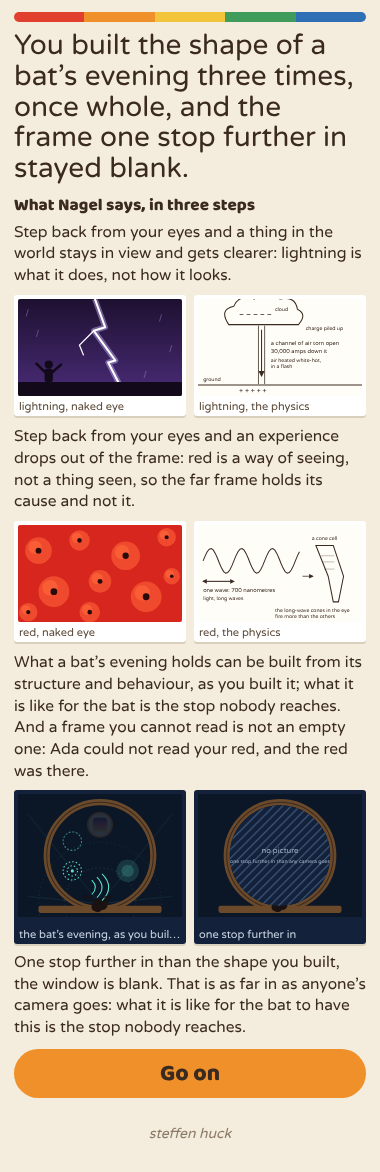 You built the shape of a
bat’s evening three times,
once whole, and the
frame one stop further in
stayed blank.
What Nagel says, in three steps
Step back from your eyes and a thing in the
world stays in view and gets clearer: lightning is
what it does, not how it looks.
cloud
charge piled up
a channel of air torn open
30,000 amps down it
air heated white-hot,
in a flash
ground
+ + + + +
lightning, naked eye
lightning, the physics
Step back from your eyes and an experience
drops out of the frame: red is a way of seeing,
not a thing seen, so the far frame holds its
cause and not it.
a cone cell
one wave: 700 nanometres
light, long waves
the long-wave cones in the eye
fire more than the others
red, naked eye
red, the physics
What a bat’s evening holds can be built from its
structure and behaviour, as you built it; what it
is like for the bat is the stop nobody reaches.
And a frame you cannot read is not an empty
one: Ada could not read your red, and the red
was there.
no picture
one stop further in than any camera goes
the bat’s evening, as you buil…
one stop further in
One stop further in than the shape you built,
the window is blank. That is as far in as anyone’s
camera goes: what it is like for the bat to have
this is the stop nobody reaches.
Go on
steffen huck